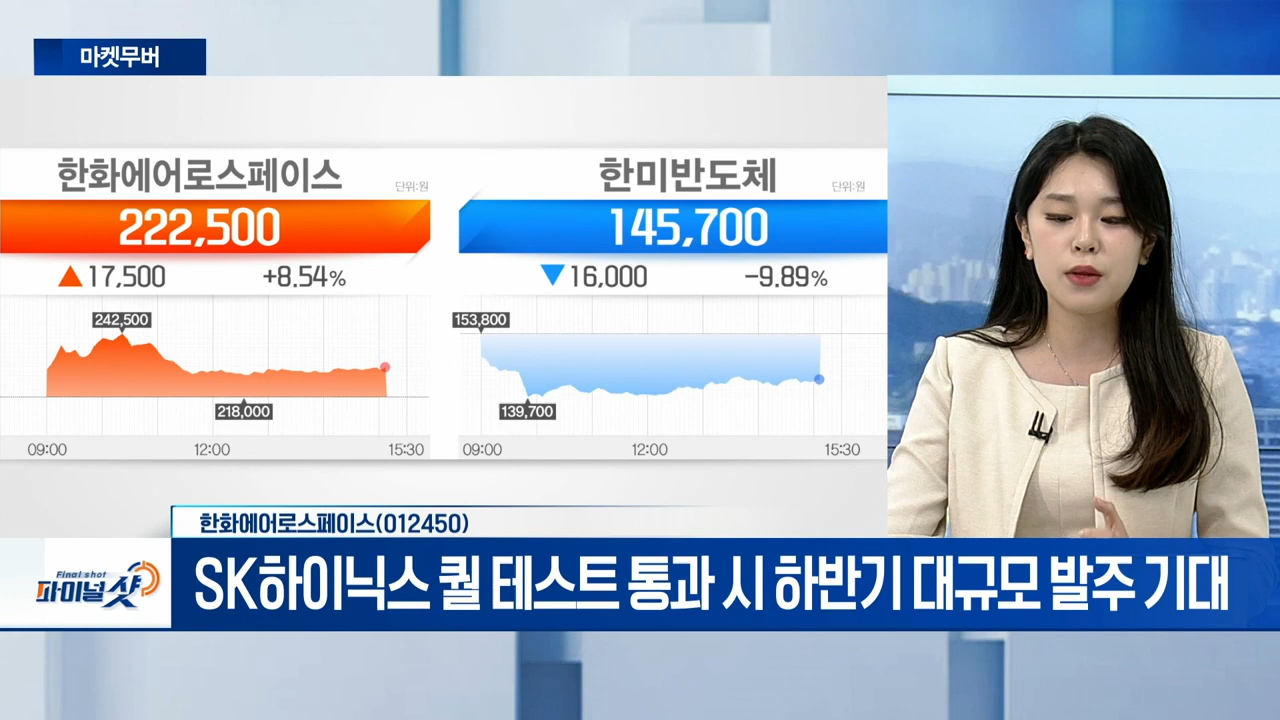 마켓무버
한화에어로스페이스
단위:원
222,500
▲17,500 +8.54%
242,500
218,000
09:00 12:00 15:30
한미반도체
단위:원
145,700
▼16,000 -9.89%
153,800
139,700
09:00 12:00 15:30
한화에어로스페이스(012450)
Final shot
파이널샷
SK하이닉스 퀄 테스트 통과 시 하반기 대규모 발주 기대